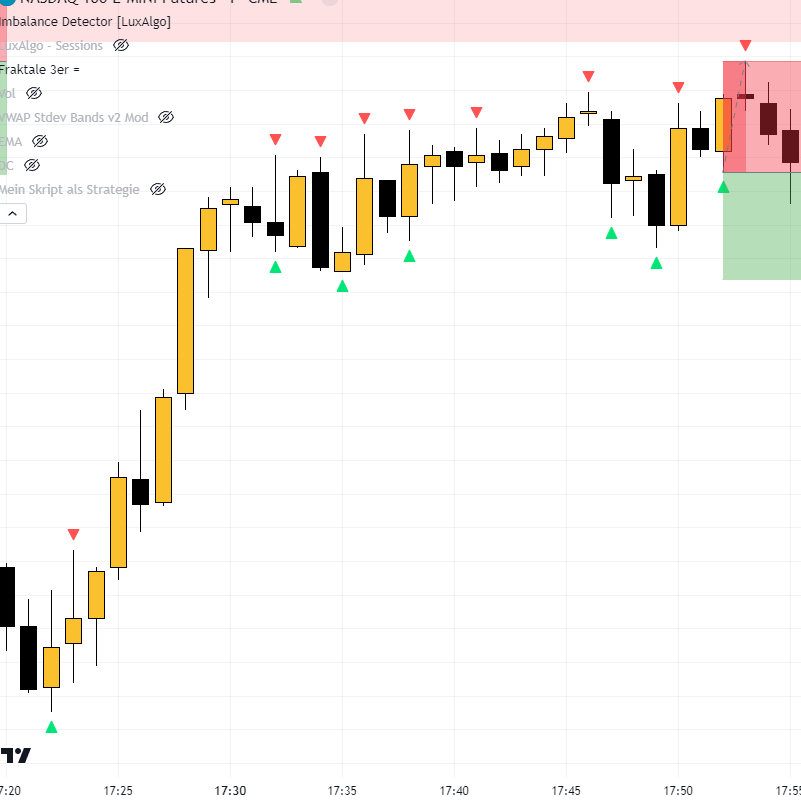 NASDAQ 100 E-MINI Futures · 1 · CME
Imbalance Detector [LuxAlgo]
LuxAlgo - Sessions
Fraktale 3er =
Vol
VWAP Stdev Bands v2 Mod
EMA
DC
Mein Skript als Strategie
7:20 17:25 17:30 17:35 17:40 17:45 17:50 17:55